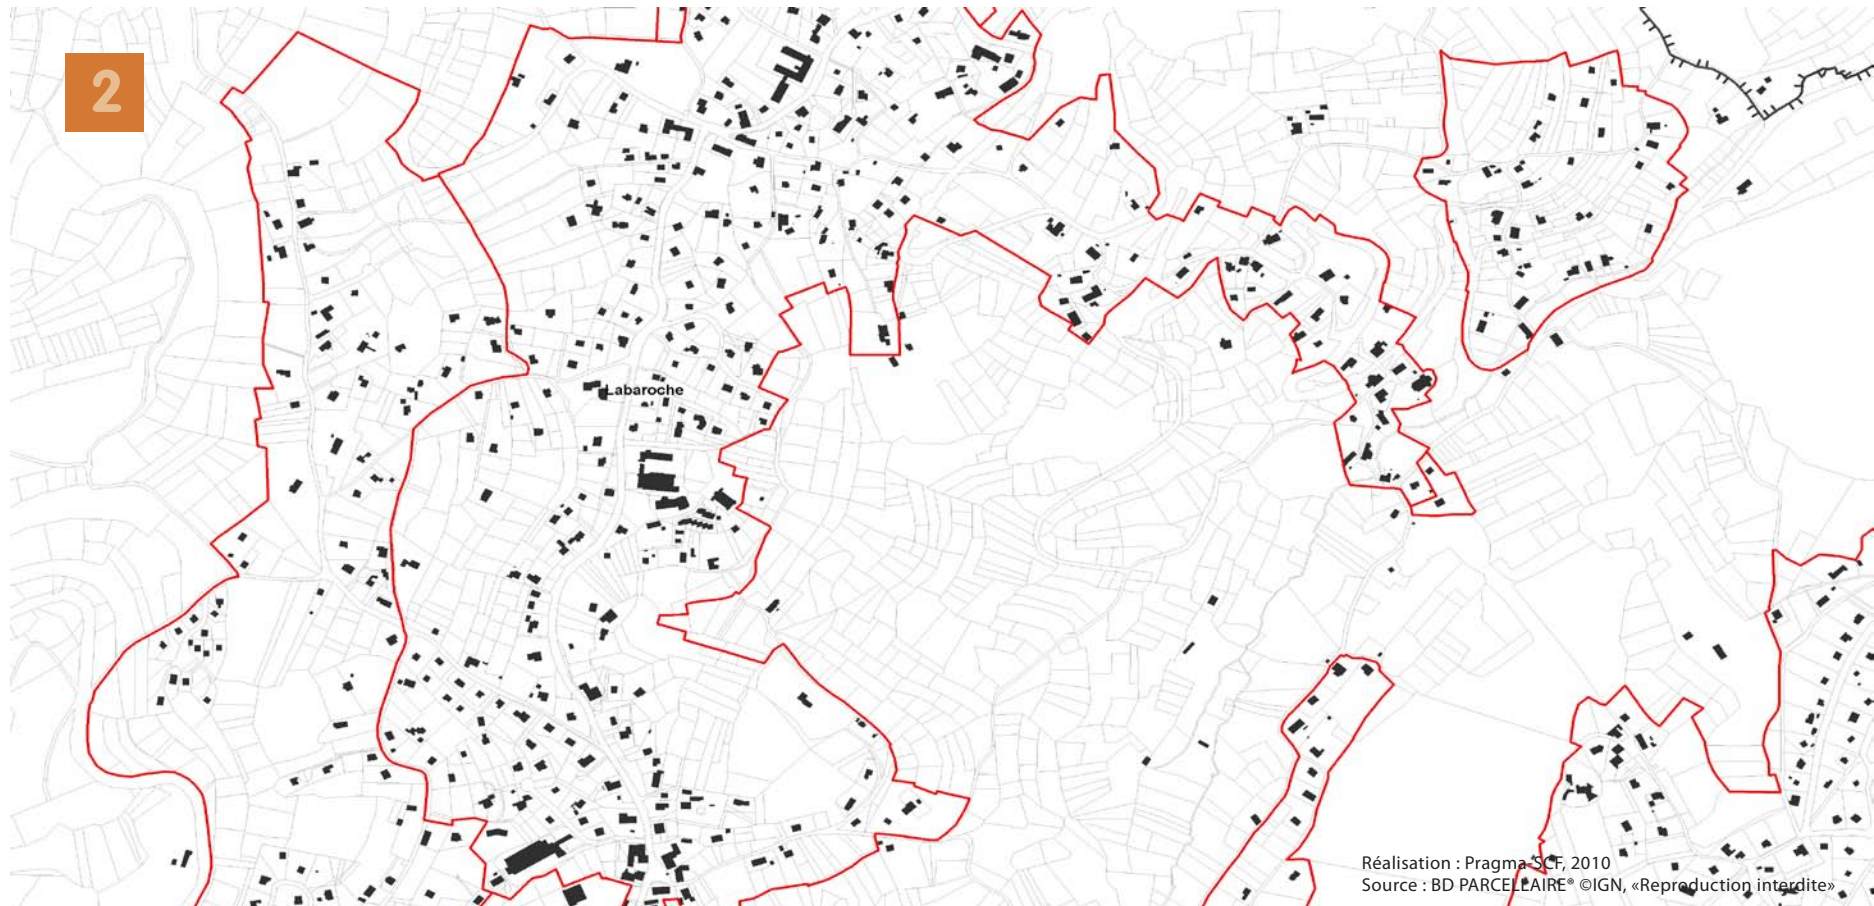 2
Labaroche
Réalisation : Pragma-SCF, 2010
Source : BD PARCELLAIRE® ©IGN, «Reproduction interdite»